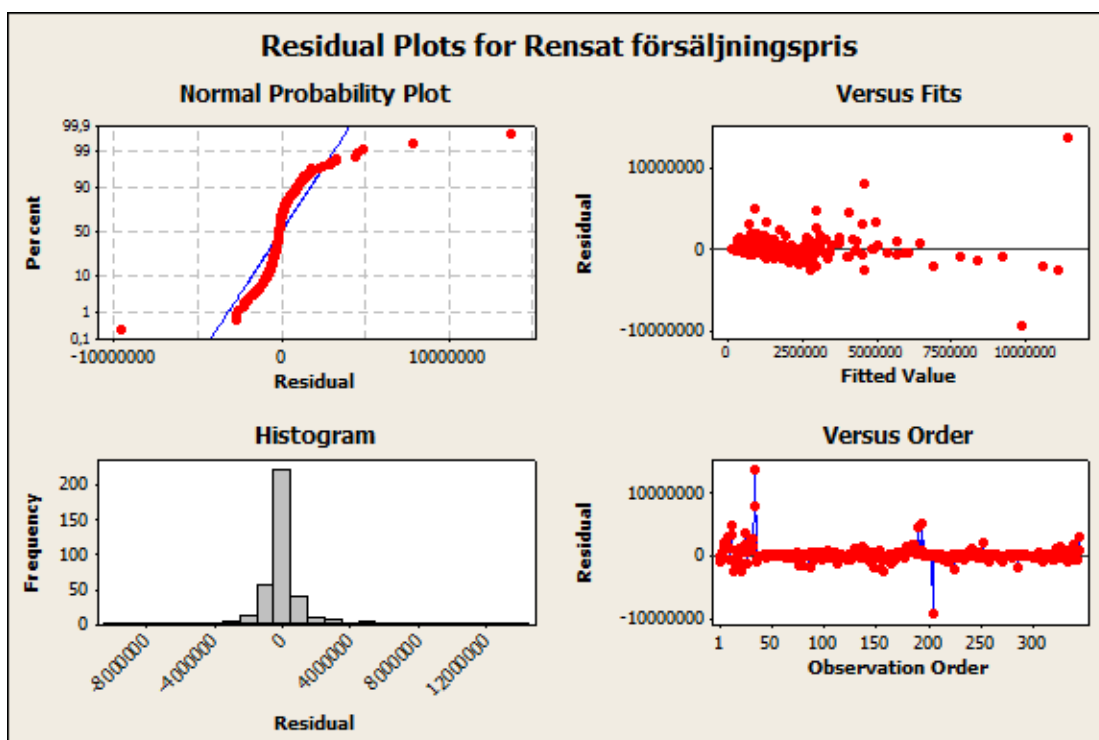 Residual Plots for Rensat försäljningspris
Normal Probability Plot
Percent
99,9
99
90
50
10
1
0,1
-10000000 0 10000000
Residual
Versus Fits
Residual
10000000
0
-10000000
0 2500000 5000000 7500000 10000000
Fitted Value
Histogram
Frequency
200
150
100
50
0
-8000000 -4000000 0 4000000 8000000 12000000
Residual
Versus Order
Residual
10000000
0
-10000000
1 50 100 150 200 250 300
Observation Order